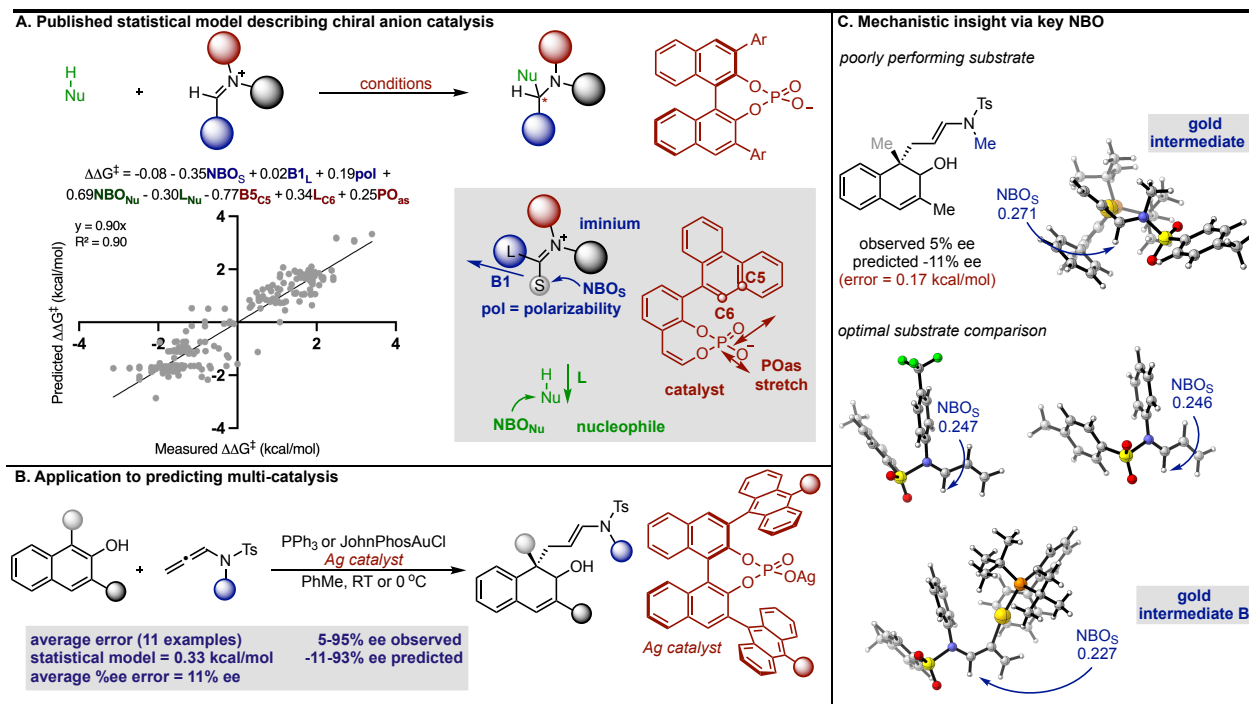 A. Published statistical model describing chiral anion catalysis
H
Nu
+
H
N
+
conditions
Nu
H
N
*
Ar
O
O
P
O
O−
Ar
ΔΔG‡ = -0.08 - 0.35NBOS + 0.02B1L + 0.19pol +
0.69NBONu - 0.30LNu - 0.77B5C5 + 0.34LC6 + 0.25POas
y = 0.90x
R² = 0.90
Predicted ΔΔG‡ (kcal/mol)
4
2
-4
-2
2
4
-2
-4
Measured ΔΔG‡ (kcal/mol)
L
N
+
iminium
B1
S
NBOS
pol = polarizability
H
Nu
L
NBONu
nucleophile
C5
C6
O
O
P
O
O−
catalyst
POas
stretch
B. Application to predicting multi-catalysis
OH
+
N
Ts
PPh3 or JohnPhosAuCl
Ag catalyst
PhMe, RT or 0 °C
N
Ts
OH
O
O
P
O
OAg
Ag catalyst
average error (11 examples)
statistical model = 0.33 kcal/mol
average %ee error = 11% ee
5-95% ee observed
-11-93% ee predicted
C. Mechanistic insight via key NBO
poorly performing substrate
Ts
N
Me
Me
OH
Me
observed 5% ee
predicted -11% ee
(error = 0.17 kcal/mol)
gold
intermediate
NBOS
0.271
optimal substrate comparison
NBOS
0.247
NBOS
0.246
NBOS
0.227
gold
intermediate B